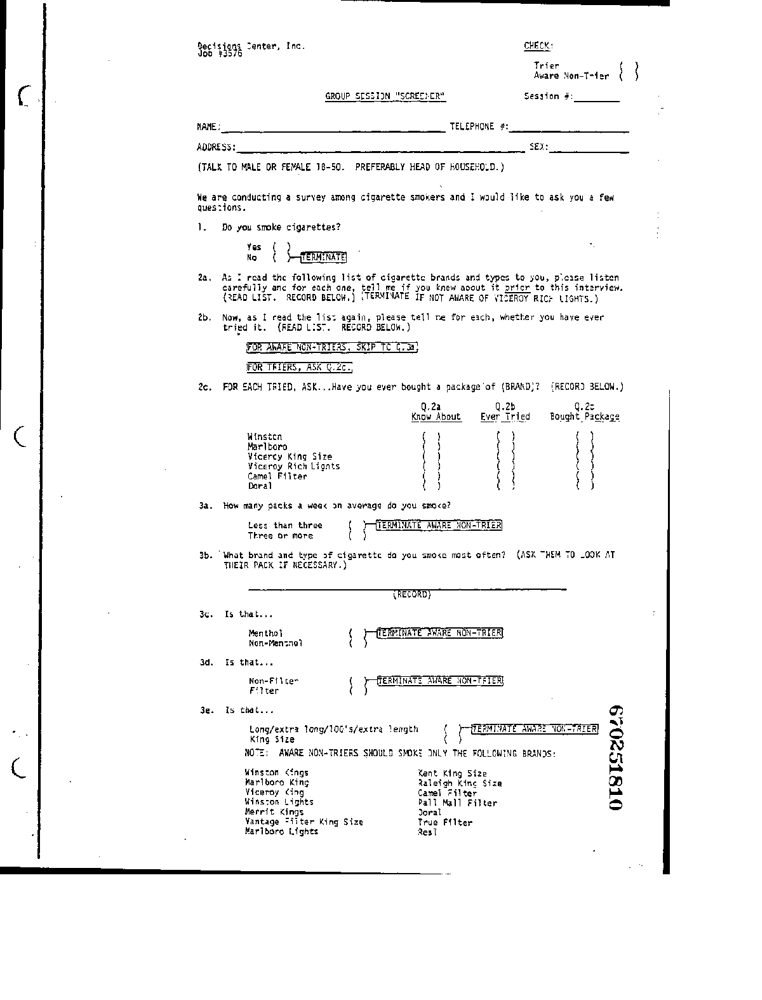 Decisions Center, Inc.
Job #3576
CHECK:
Trier ( )
Aware Non-Trier ( )
GROUP SESSION "SCREENER"
Session #:
NAME: TELEPHONE #:
ADDRESS: SEX:
(TALK TO MALE OR FEMALE 18-50. PREFERABLY HEAD OF HOUSEHOLD.)
We are conducting a survey among cigarette smokers and I would like to ask you a few
questions.
1. Do you smoke cigarettes?
Yes ( )
No ( ) TERMINATE
2a. As I read the following list of cigarette brands and types to you, please listen
carefully and for each one, tell me if you knew about it prior to this interview.
(READ LIST. RECORD BELOW.) (TERMINATE IF NOT AWARE OF VICEROY RICH LIGHTS.)
2b. Now, as I read the list again, please tell me for each, whether you have ever
tried it. (READ LIST. RECORD BELOW.)
FOR AWARE NON-TRIERS, SKIP TO Q.3a.
FOR TRIERS, ASK Q.2c.
2c. FOR EACH TRIED, ASK...Have you ever bought a package of (BRAND)? (RECORD BELOW.)
Q.2a Q.2b Q.2c
Know About Ever Tried Bought Package
Winston ( ) ( ) ( )
Marlboro ( ) ( ) ( )
Viceroy King Size ( ) ( ) ( )
Viceroy Rich Lights ( ) ( ) ( )
Camel Filter ( ) ( ) ( )
Doral ( ) ( ) ( )
3a. How many packs a week on average do you smoke?
Less than three ( ) TERMINATE AWARE NON-TRIER
Three or more ( )
3b. What brand and type of cigarette do you smoke most often? (ASK THEM TO LOOK AT
THEIR PACK IF NECESSARY.)
(RECORD)
3c. Is that...
Menthol ( ) TERMINATE AWARE NON-TRIER
Non-Menthol ( )
3d. Is that...
Non-Filter ( ) TERMINATE AWARE NON-TRIER
Filter ( )
3e. Is that...
Long/extra long/100's/extra length ( ) TERMINATE AWARE NON-TRIER
King Size ( )
NOTE: AWARE NON-TRIERS SHOULD SMOKE ONLY THE FOLLOWING BRANDS:
Winston Kings Kent King Size
Marlboro King Raleigh King Size
Viceroy King Camel Filter
Winston Lights Pall Mall Filter
Merrit Kings Doral
Vantage Filter King Size True Filter
Marlboro Lights Real
670251810